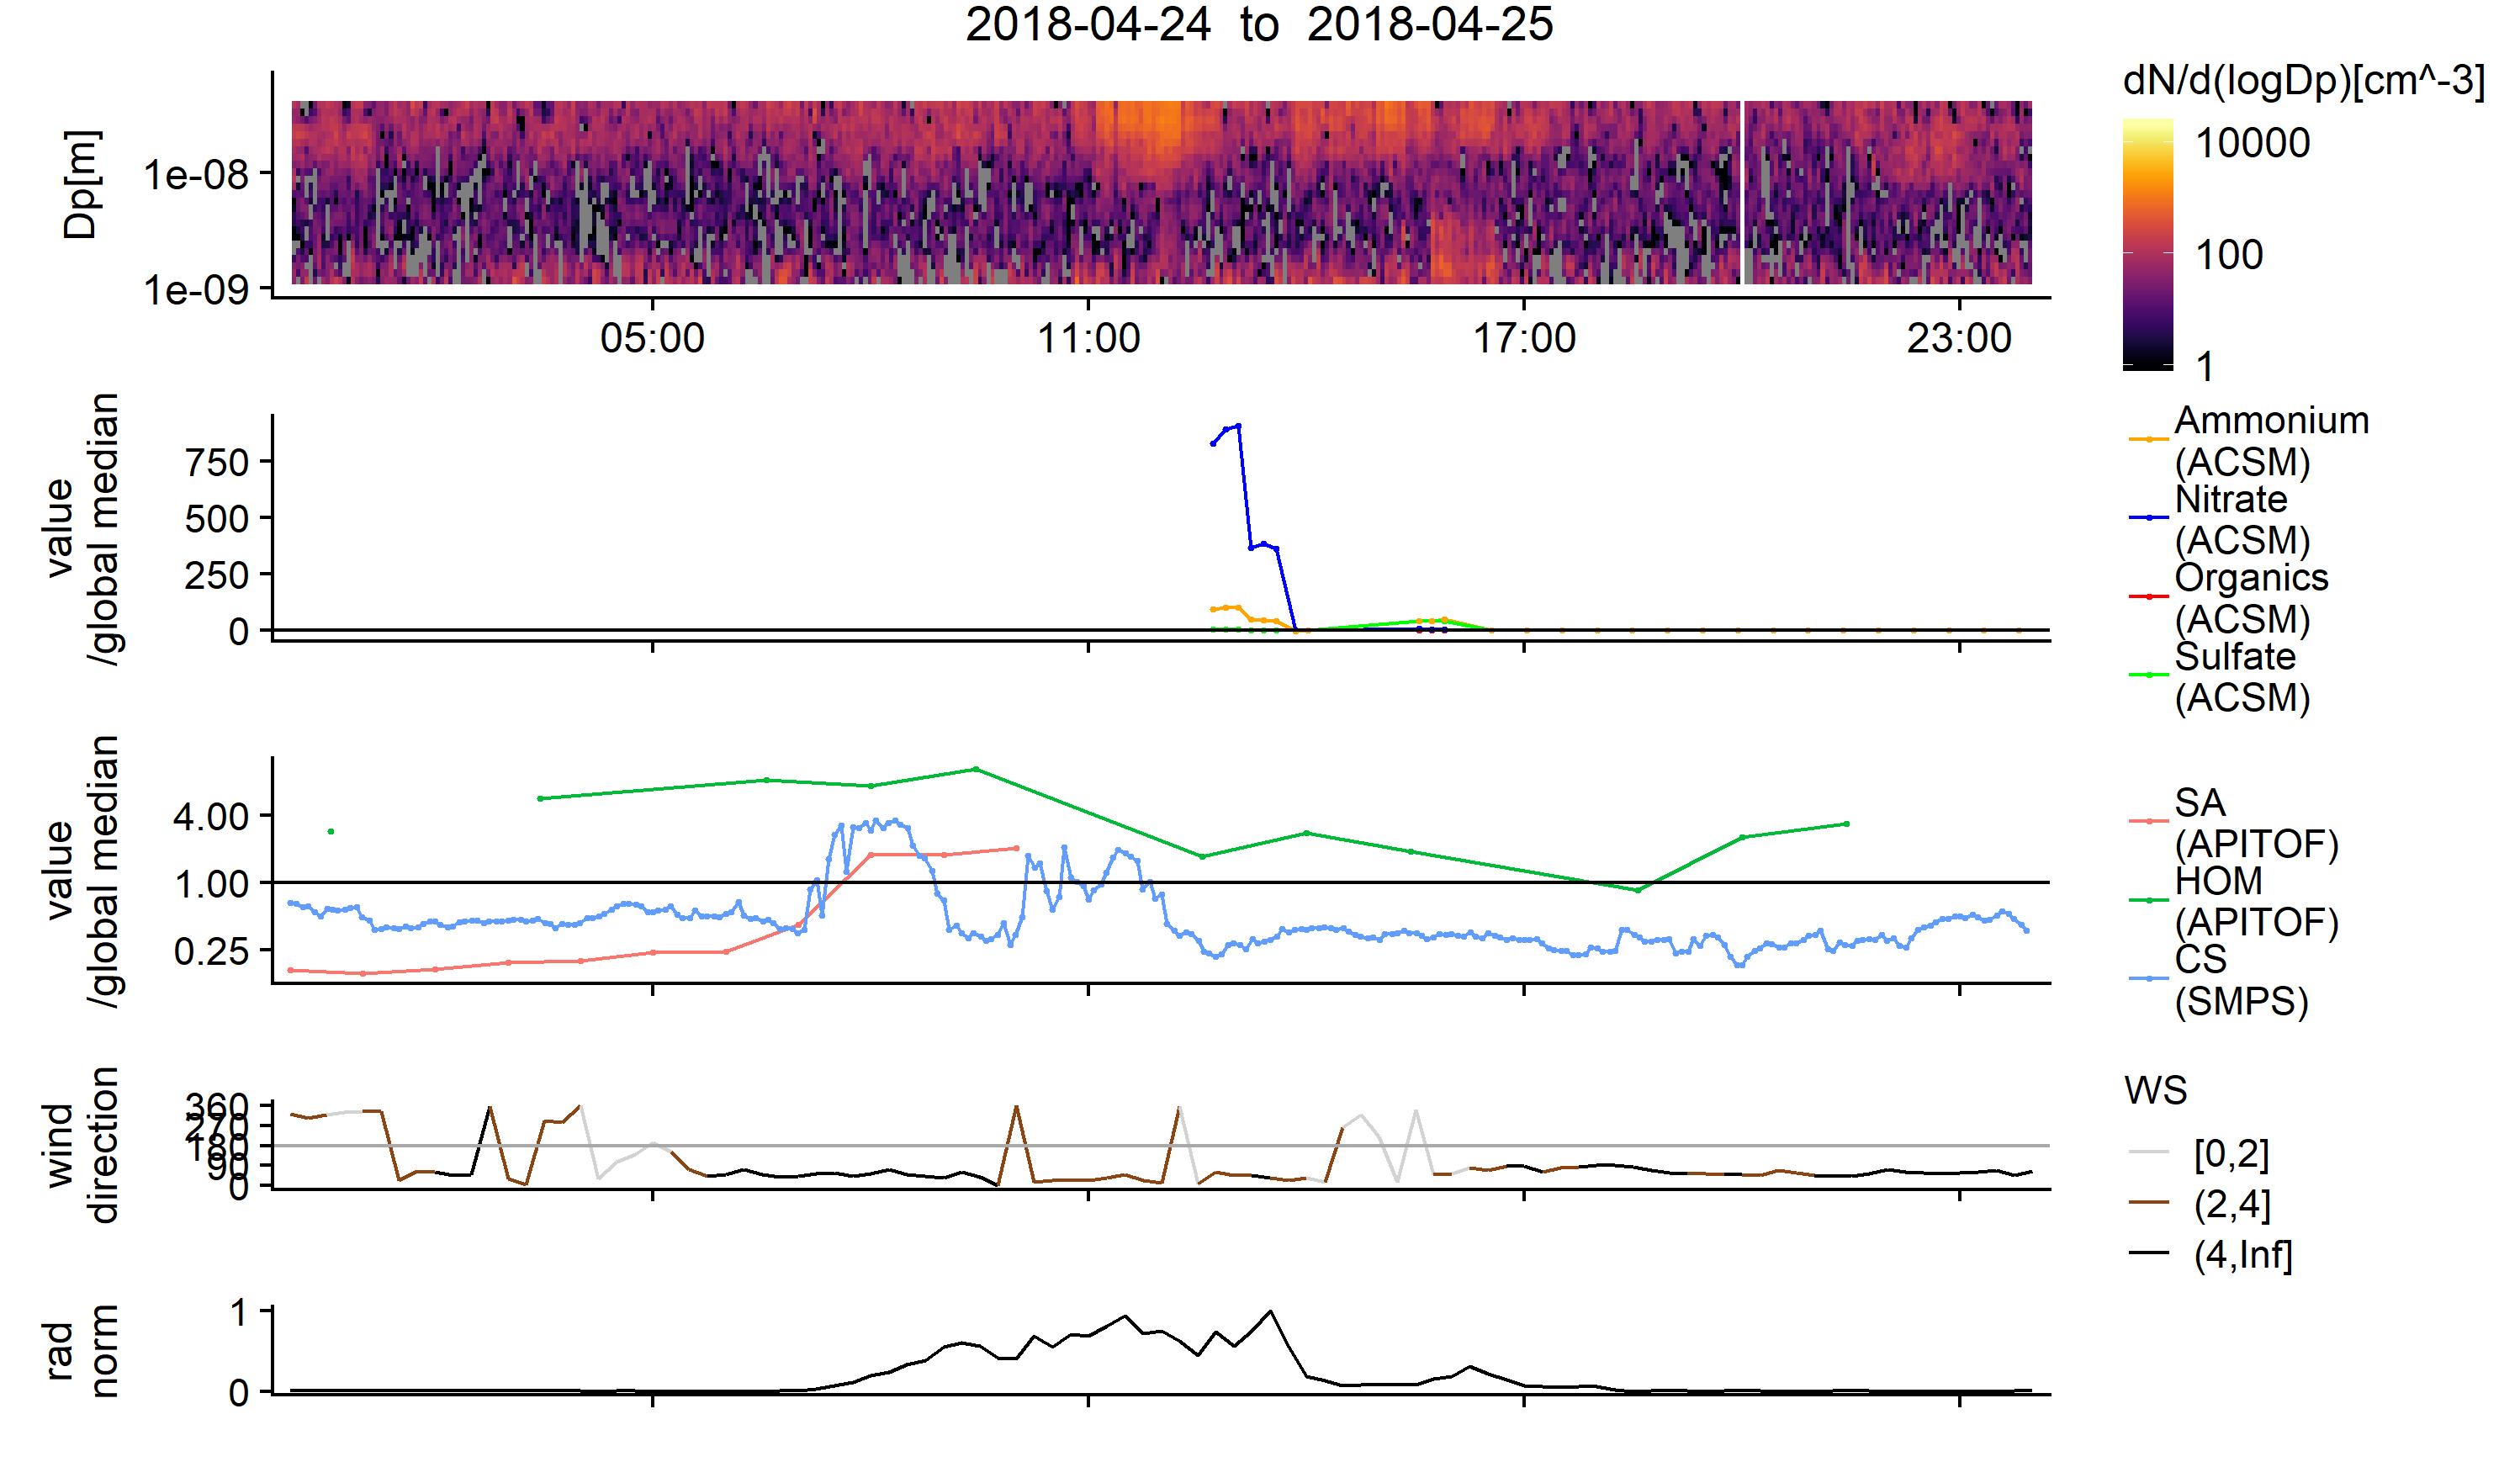 2018-04-24 to 2018-04-25
Dp[m]
1e-08
1e-09
05:00
11:00
17:00
23:00
dN/d(logDp)[cm^-3]
10000
100
1
value
/global median
750
500
250
0
Ammonium
(ACSM)
Nitrate
(ACSM)
Organics
(ACSM)
Sulfate
(ACSM)
value
/global median
4.00
1.00
0.25
SA
(APITOF)
HOM
(APITOF)
CS
(SMPS)
wind
direction
360
270
180
90
0
WS
[0,2]
(2,4]
(4,Inf]
rad
norm
1
0